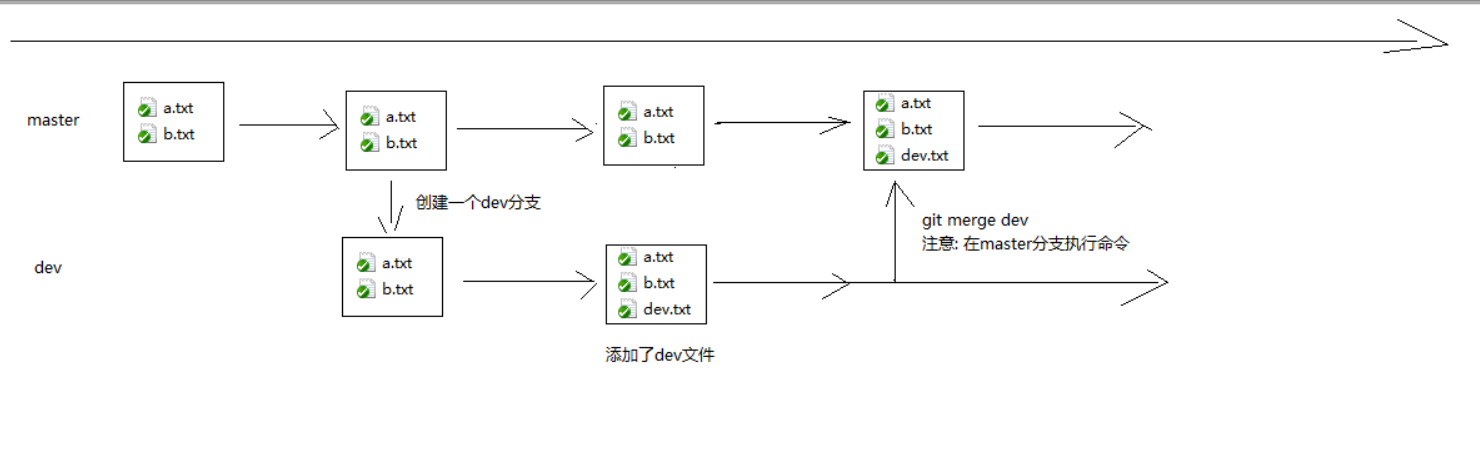 master
a.txt
b.txt
a.txt
b.txt
a.txt
b.txt
a.txt
b.txt
dev.txt
创建一个dev分支
git merge dev
注意: 在master分支执行命令
dev
a.txt
b.txt
a.txt
b.txt
dev.txt
添加了dev文件